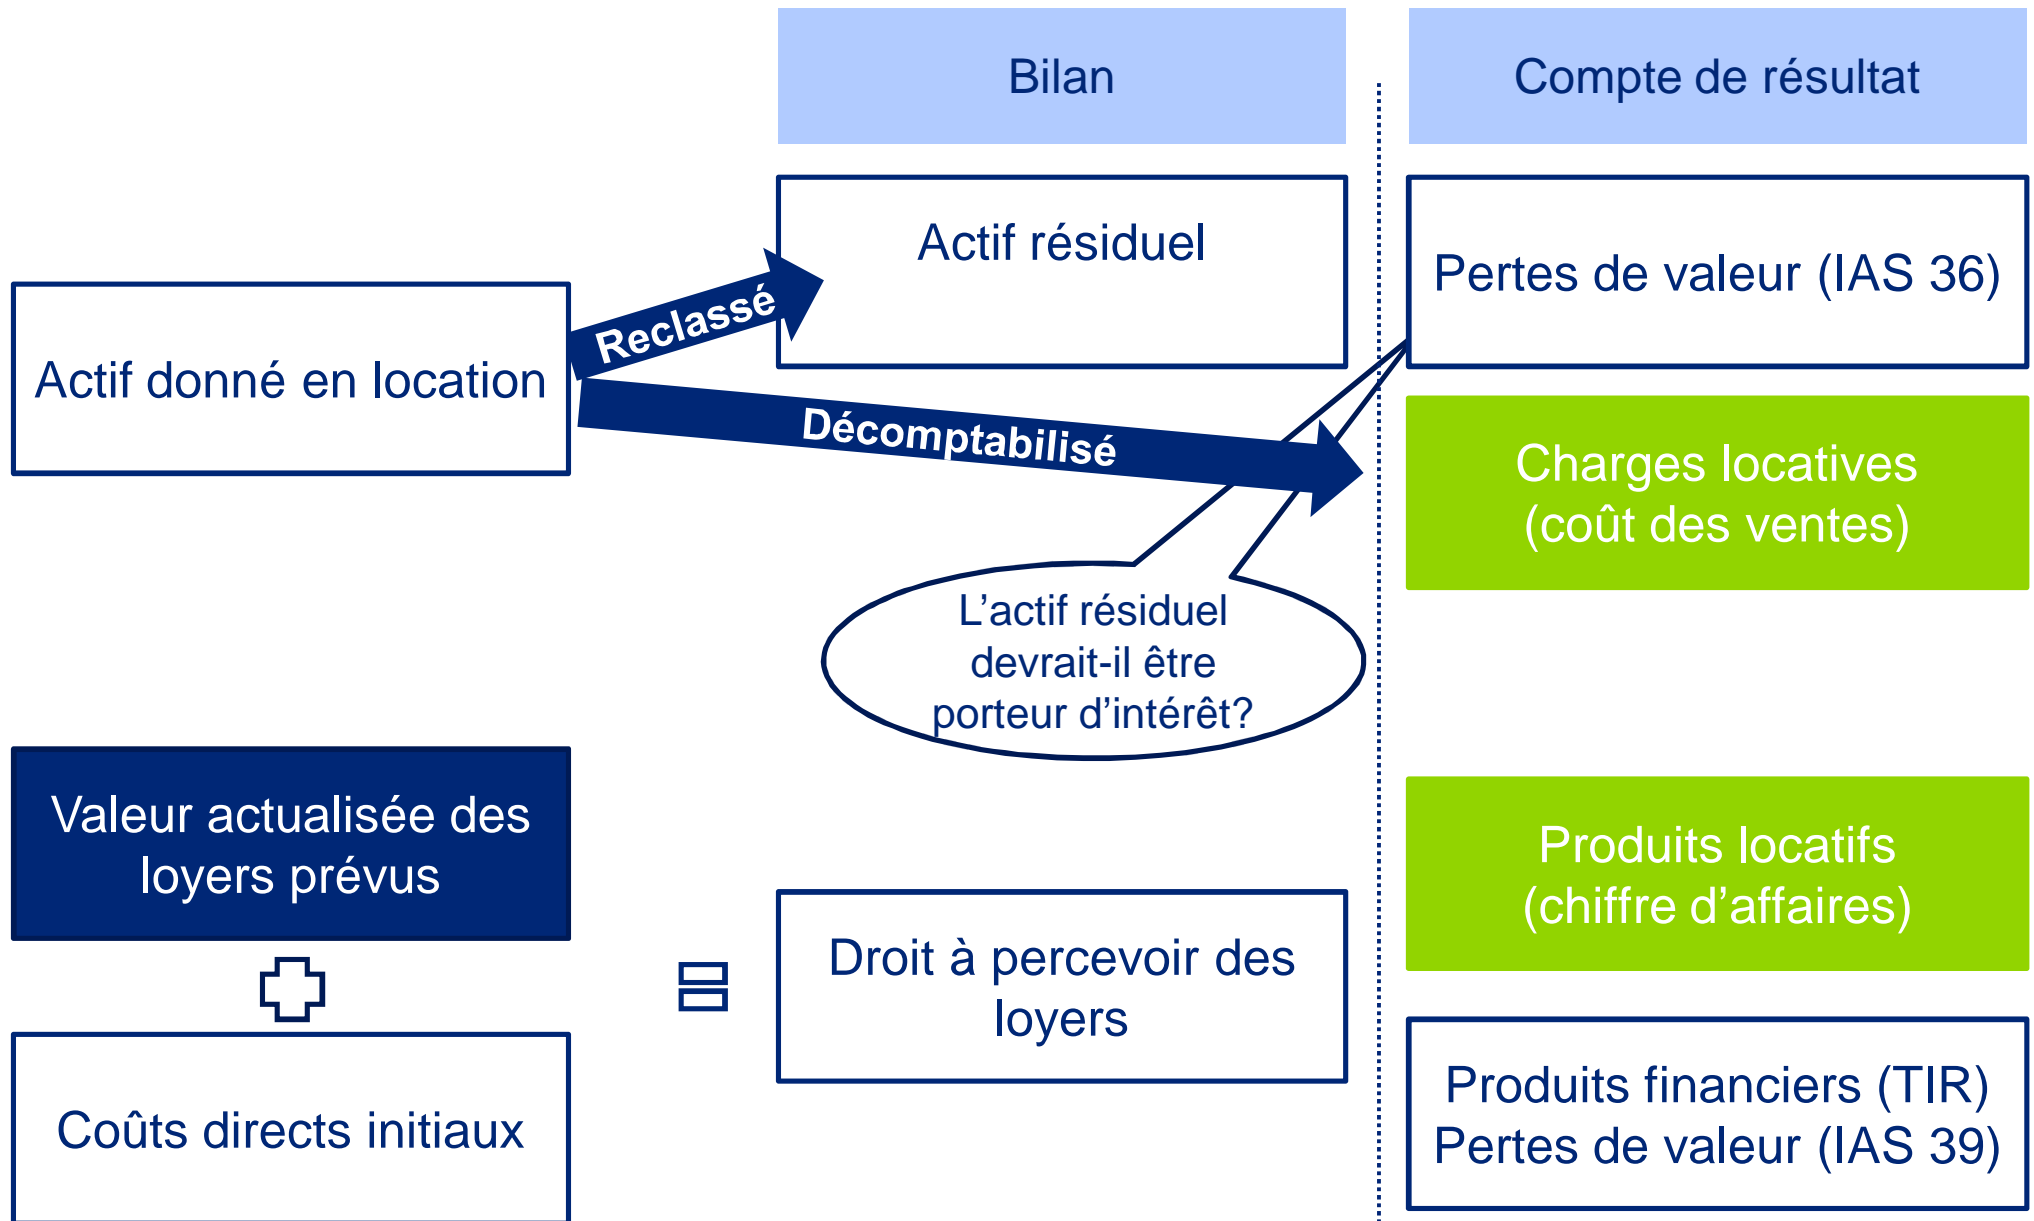 Bilan
Compte de résultat
Actif résiduel
Pertes de valeur (IAS 36)
Reclassé
Actif donné en location
Décomptabilisé
Charges locatives
(coût des ventes)
L’actif résiduel
devrait-il être
porteur d’intérêt?
Valeur actualisée des
loyers prévus
Produits locatifs
(chiffre d’affaires)
Droit à percevoir des
loyers
Coûts directs initiaux
Produits financiers (TIR)
Pertes de valeur (IAS 39)